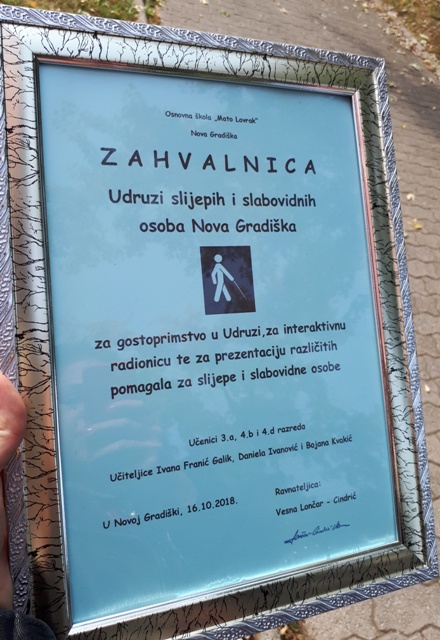 Osnovna škola „Mato Lovrak"
Nova Gradiška
ZAHVALNICA
Udruzi slijepih i slabovidnih
osoba Nova Gradiška
za gostoprimstvo u Udruzi,za interaktivnu
radionicu te za prezentaciju različitih
pomagala za slijepe i slabovidne osobe
Učenici 3.a, 4.b i 4.d razreda
Učiteljice Ivana Franić Galik, Daniela Ivanović i Bojana Kvakić
U Novoj Gradiški, 16.10.2018.
Ravnateljica:
Vesna Lončar - Cindrić